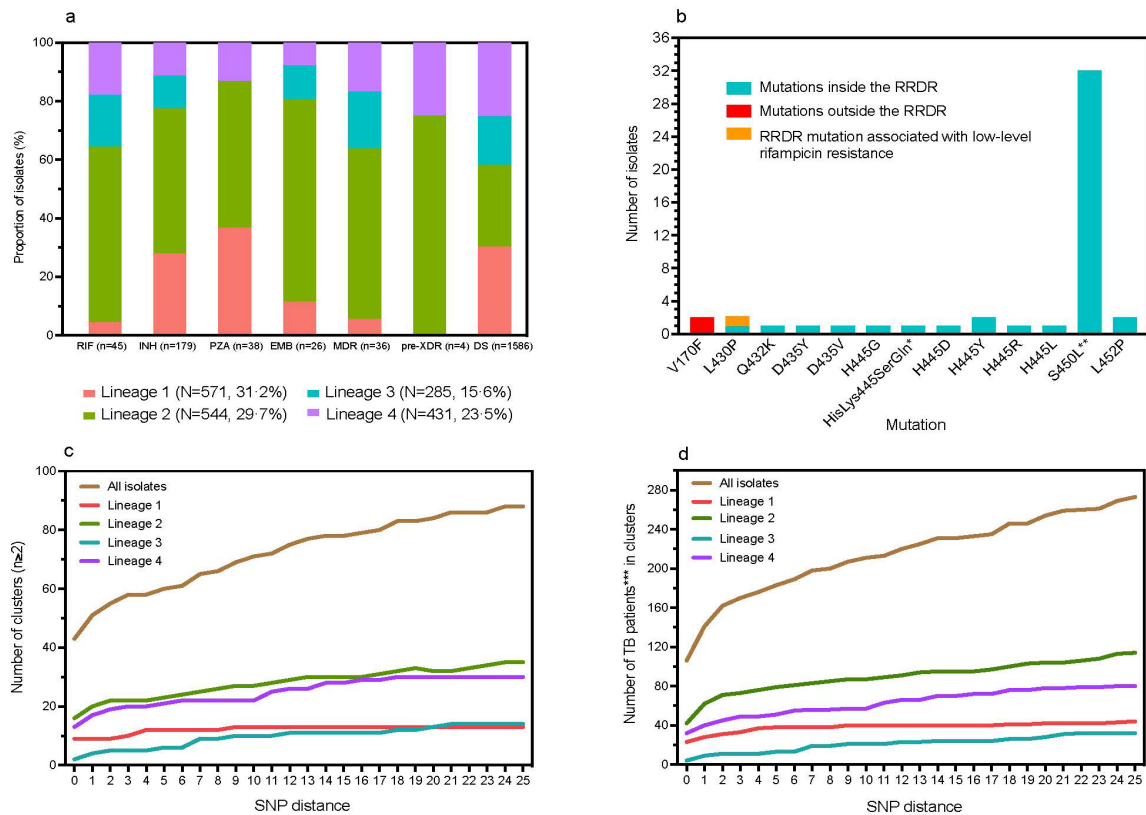 a
100
80
60
40
20
0
Proportion of isolates (%)
RIF (n=45) INH (n=179) PZA (n=38) EMB (n=26) MDR (n=36) pre-XDR (n=4) DS (n=1586)
Lineage 1 (N=571, 31·2%) Lineage 3 (N=285, 15·6%)
Lineage 2 (N=544, 29·7%) Lineage 4 (N=431, 23·5%)
b
36
32
28
24
20
16
12
8
4
0
Number of isolates
Mutations inside the RRDR
Mutations outside the RRDR
RRDR mutation associated with low-level
rifampicin resistance
V170F
L430P
Q432K
D435Y
D435V
H445G
HisLys445SerGln*
H445D
H445Y
H445R
H445L
S450L**
L452P
Mutation
c
100
80
60
40
20
0
Number of clusters (n≥2)
All isolates
Lineage 1
Lineage 2
Lineage 3
Lineage 4
0 1 2 3 4 5 6 7 8 9 10 11 12 13 14 15 16 17 18 19 20 21 22 23 24 25
SNP distance
d
280
240
200
160
120
80
40
0
Number of TB patients*** in clusters
All isolates
Lineage 1
Lineage 2
Lineage 3
Lineage 4
0 1 2 3 4 5 6 7 8 9 10 11 12 13 14 15 16 17 18 19 20 21 22 23 24 25
SNP distance